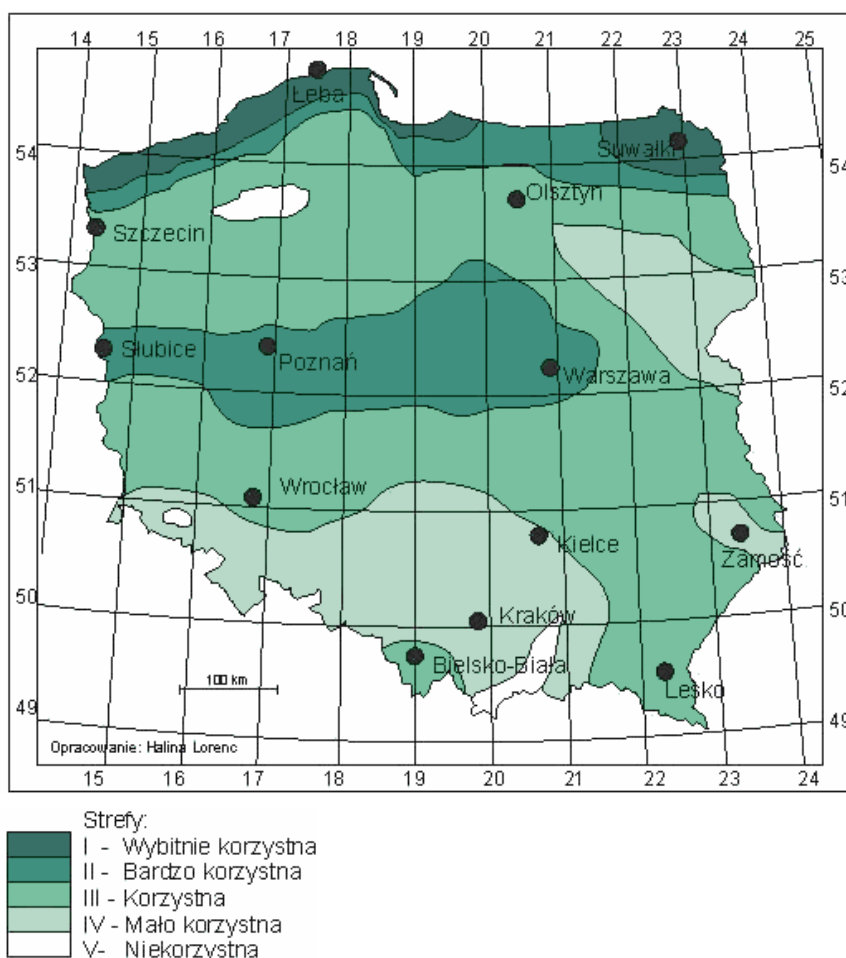 14 15 16 17 18 19 20 21 22 23 24 25
Łeba
54 Suwałki 54
Olsztyn
Szczecin
53 53
Słubice
Poznań
52 Warszawa 52
Wrocław
51 51
Kielce
Zamość
50 Kraków 50
Bielsko-Biała
100 km
Lesko
49 49
Opracowanie: Halina Lorenc
15 16 17 18 19 20 21 22 23 24
Strefy:
I - Wybitnie korzystna
II - Bardzo korzystna
III - Korzystna
IV - Mało korzystna
V- Niekorzystna